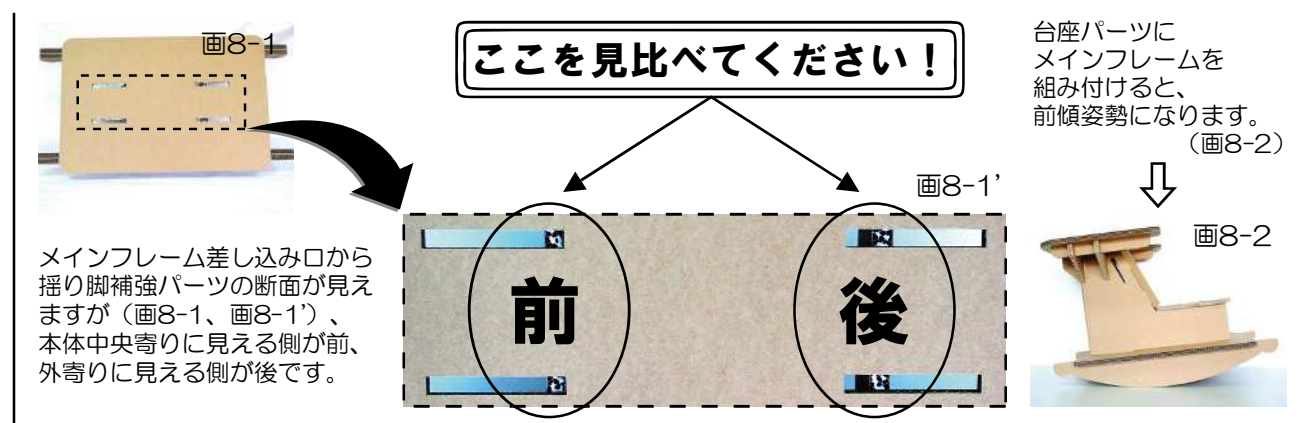 画8-1
メインフレーム差し込み口から
揺り脚補強パーツの断面が見え
ますが（画8-1、画8-1’）、
本体中央寄りに見える側が前、
外寄りに見える側が後です。
ここを見比べてください！
画8-1’
前
後
台座パーツに
メインフレームを
組み付けると、
前傾姿勢になります。
（画8-2）
画8-2